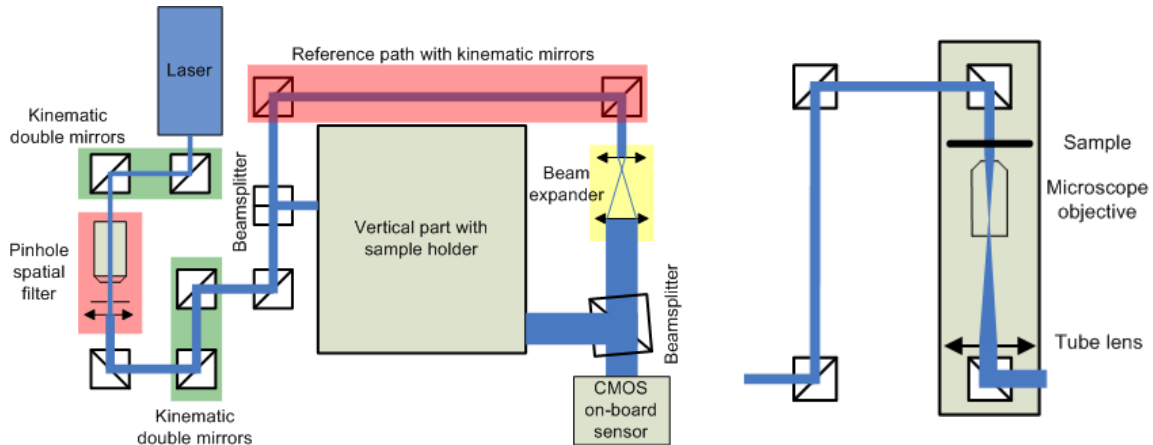 Laser
Reference path with kinematic mirrors
Kinematic
double mirrors
Pinhole
spatial
filter
Beamsplitter
Vertical part with
sample holder
Beam
expander
Beamsplitter
CMOS
on-board
sensor
Kinematic
double mirrors
Sample
Microscope
objective
Tube lens